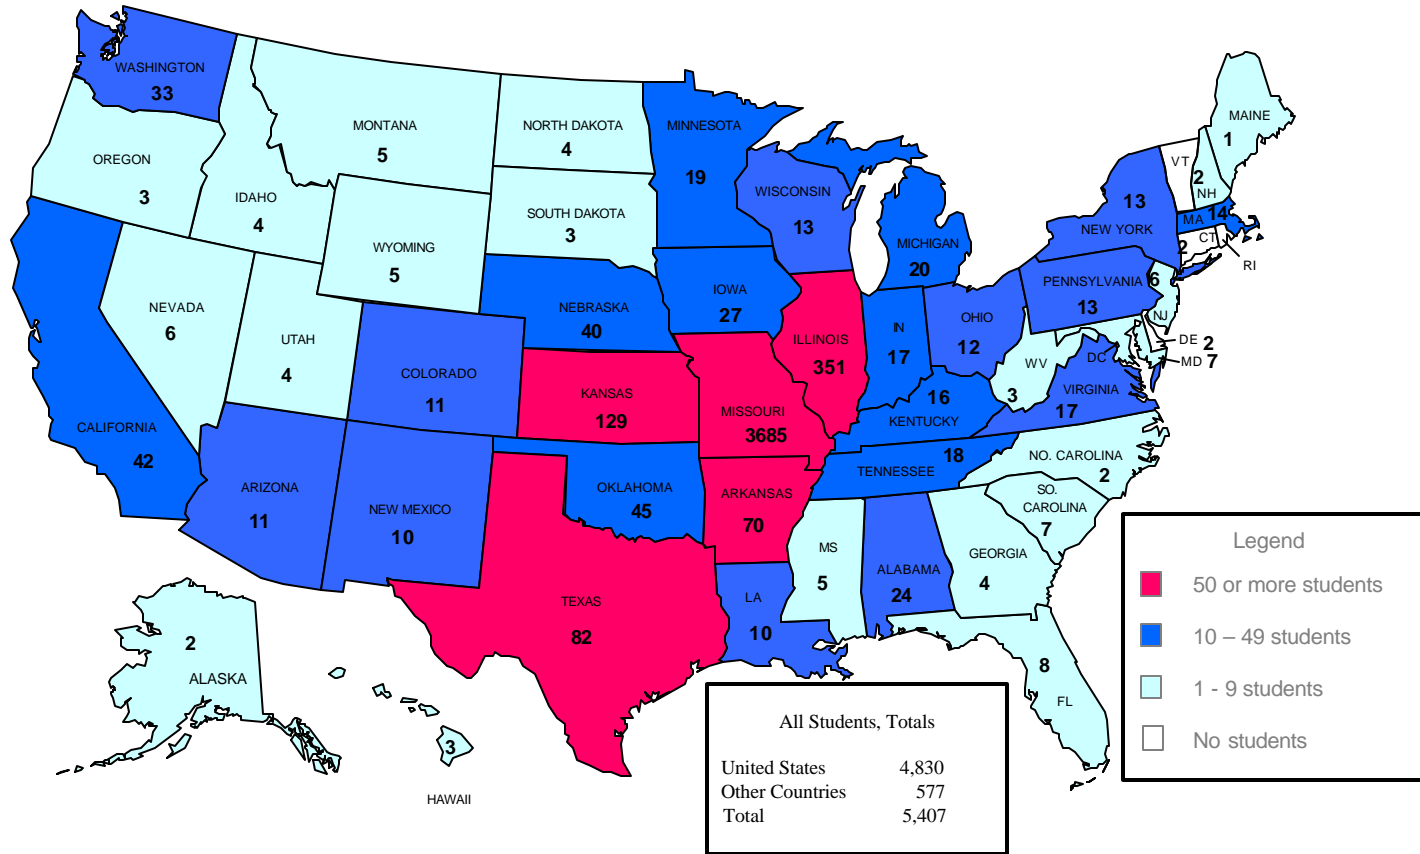 WASHINGTON
33
OREGON
3
CALIFORNIA
42
IDAHO
4
NEVADA
6
MONTANA
5
WYOMING
5
UTAH
4
COLORADO
11
ARIZONA
11
NEW MEXICO
10
NORTH DAKOTA
4
SOUTH DAKOTA
3
NEBRASKA
40
KANSAS
129
OKLAHOMA
45
TEXAS
82
MINNESOTA
19
IOWA
27
MISSOURI
3685
ARKANSAS
70
LA
10
WISCONSIN
13
ILLINOIS
351
MICHIGAN
20
IN
17
OHIO
12
16
KENTUCKY
18
TENNESSEE
MS
5
ALABAMA
24
GEORGIA
4
8
FL
SO.
CAROLINA
7
NO. CAROLINA
2
VIRGINIA
17
WV
3
DC
PENNSYLVANIA
13
13
NEW YORK
VT
2
NH
MAINE
1
MA 14
CT
2
RI
6
NJ
DE 2
MD 7
2
ALASKA
3
HAWAII
All Students, Totals
United States 4,830
Other Countries 577
Total 5,407
Legend
50 or more students
10 – 49 students
1 - 9 students
No students